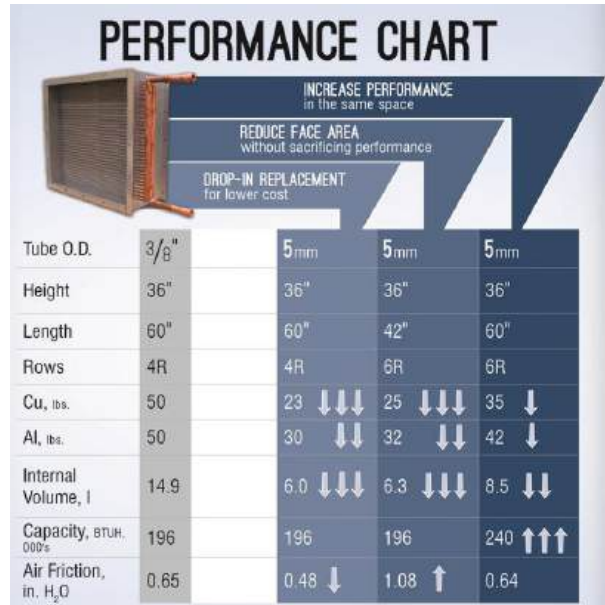 PERFORMANCE CHART
INCREASE PERFORMANCE
in the same space
REDUCE FACE AREA
without sacrificing performance
DROP-IN REPLACEMENT
for lower cost
Tube O.D. 3/8" 5mm 5mm 5mm
Height 36" 36" 36" 36"
Length 60" 60" 42" 60"
Rows 4R 4R 6R 6R
Cu, lbs. 50 23 25 35
Al, lbs. 50 30 32 42
Internal
Volume, l 14.9 6.0 6.3 8.5
Capacity, BTUH,
000's 196 196 196 240
Air Friction,
in. H₂O 0.65 0.48 1.08 0.64